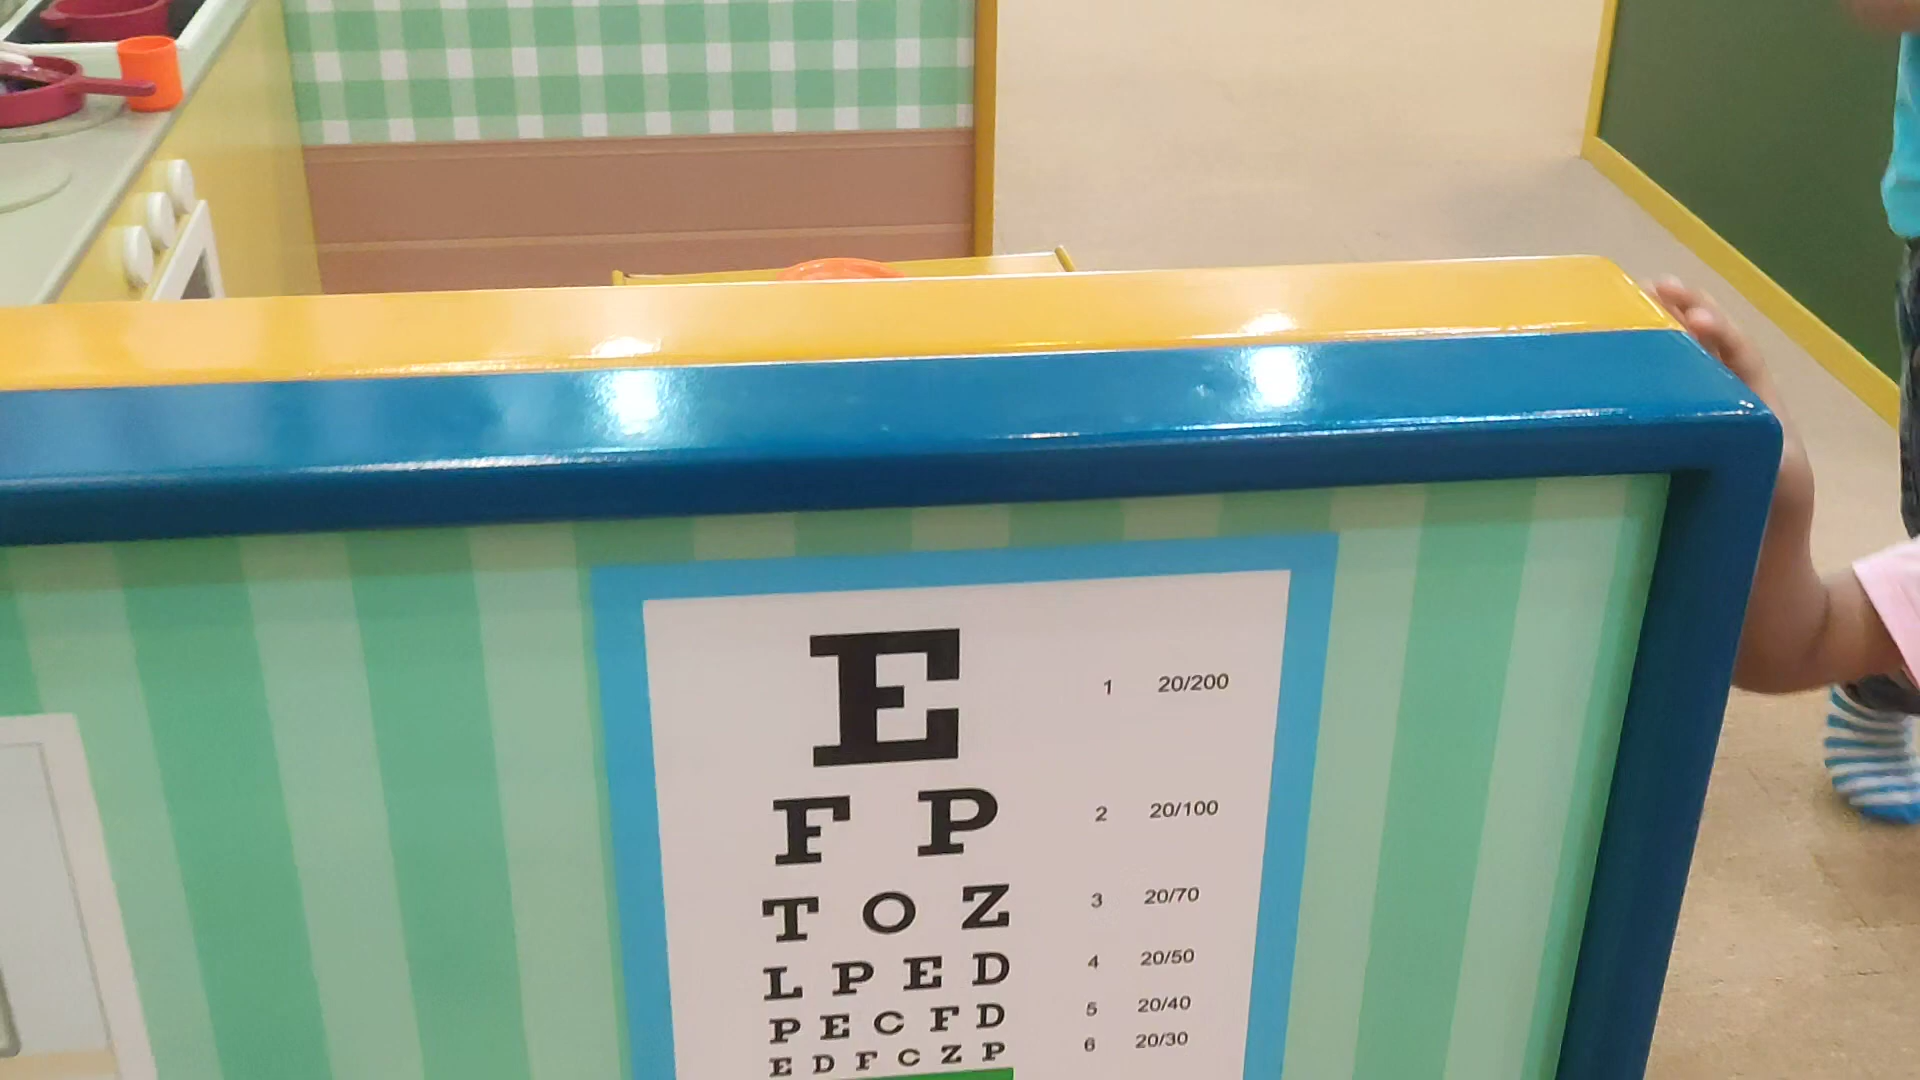 E 1 20/200
F P 2 20/100
T O Z 3 20/70
L P E D 4 20/50
P E C F D 5 20/40
E D F C Z P 6 20/30